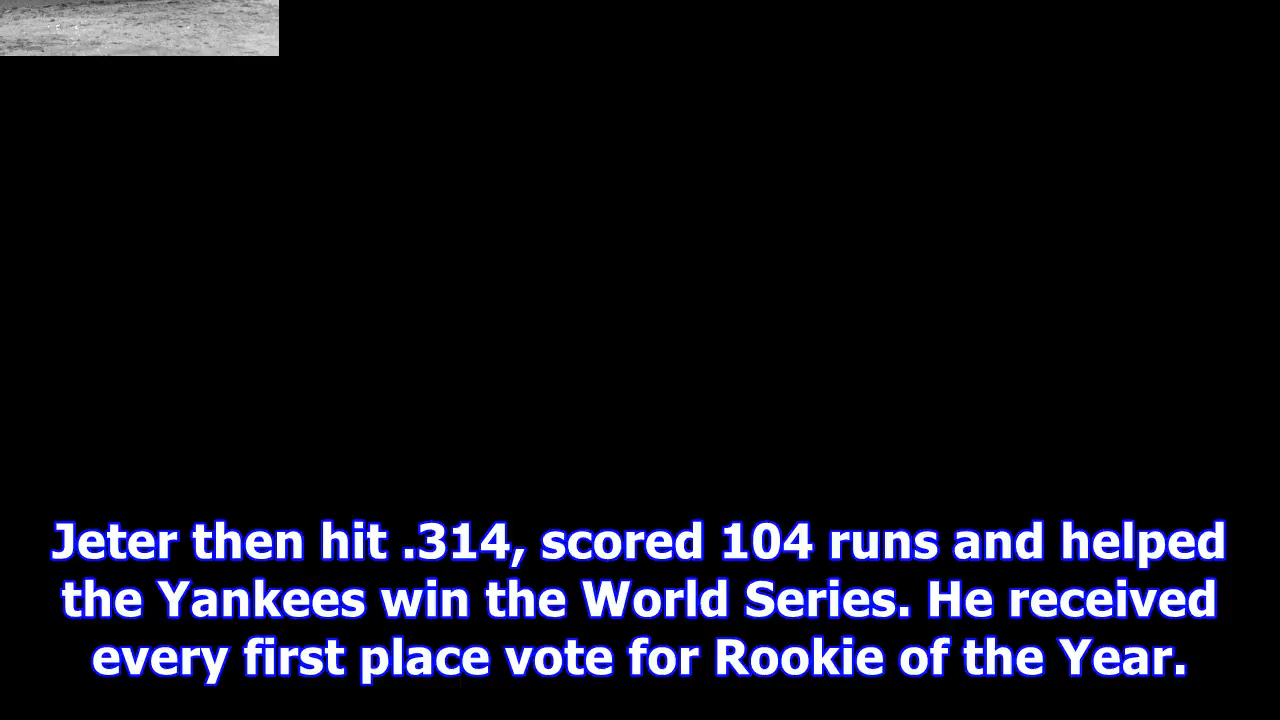 Jeter then hit .314, scored 104 runs and helped
the Yankees win the World Series. He received
every first place vote for Rookie of the Year.